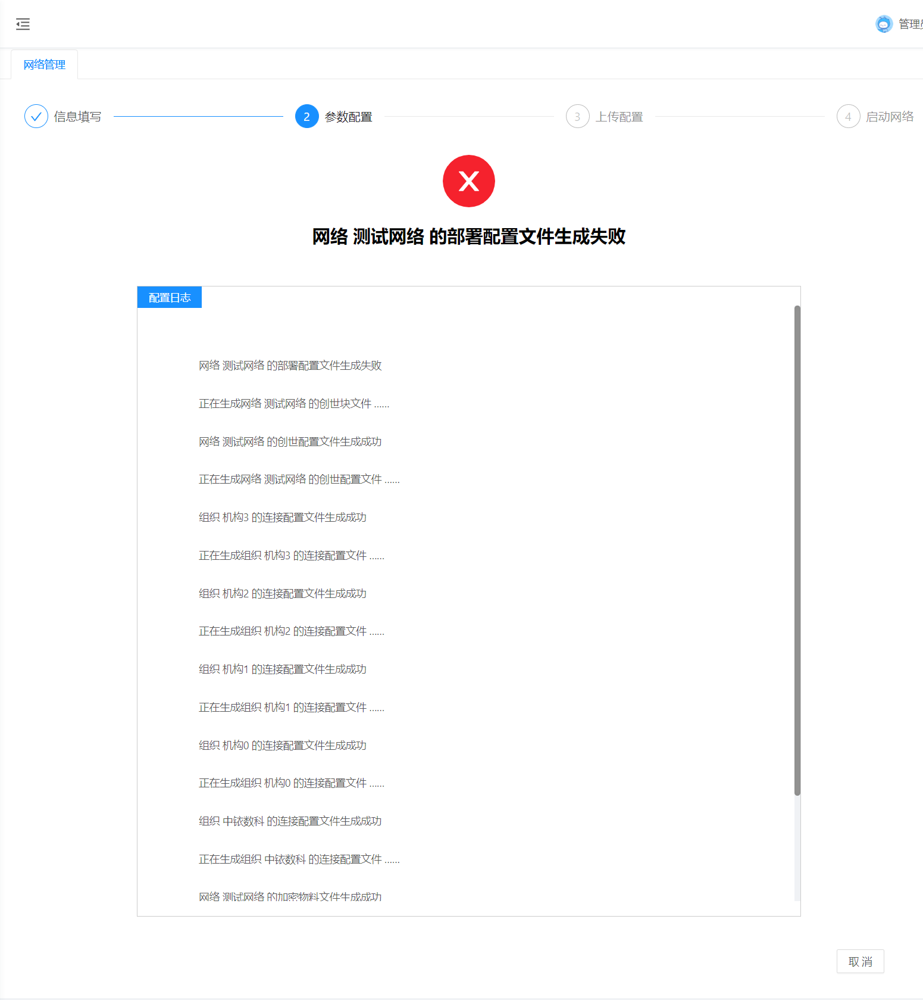 管理员
网络管理
信息填写
2 参数配置
3 上传配置
4 启动网络
网络 测试网络 的部署配置文件生成失败
配置日志
网络 测试网络 的部署配置文件生成失败
正在生成网络 测试网络 的创世块文件 ......
网络 测试网络 的创世配置文件生成成功
正在生成网络 测试网络 的创世配置文件 ......
组织 机构3 的连接配置文件生成成功
正在生成组织 机构3 的连接配置文件 ......
组织 机构2 的连接配置文件生成成功
正在生成组织 机构2 的连接配置文件 ......
组织 机构1 的连接配置文件生成成功
正在生成组织 机构1 的连接配置文件 ......
组织 机构0 的连接配置文件生成成功
正在生成组织 机构0 的连接配置文件 ......
组织 中铱数科 的连接配置文件生成成功
正在生成组织 中铱数科 的连接配置文件 ......
网络 测试网络 的加密物料文件生成成功
取 消